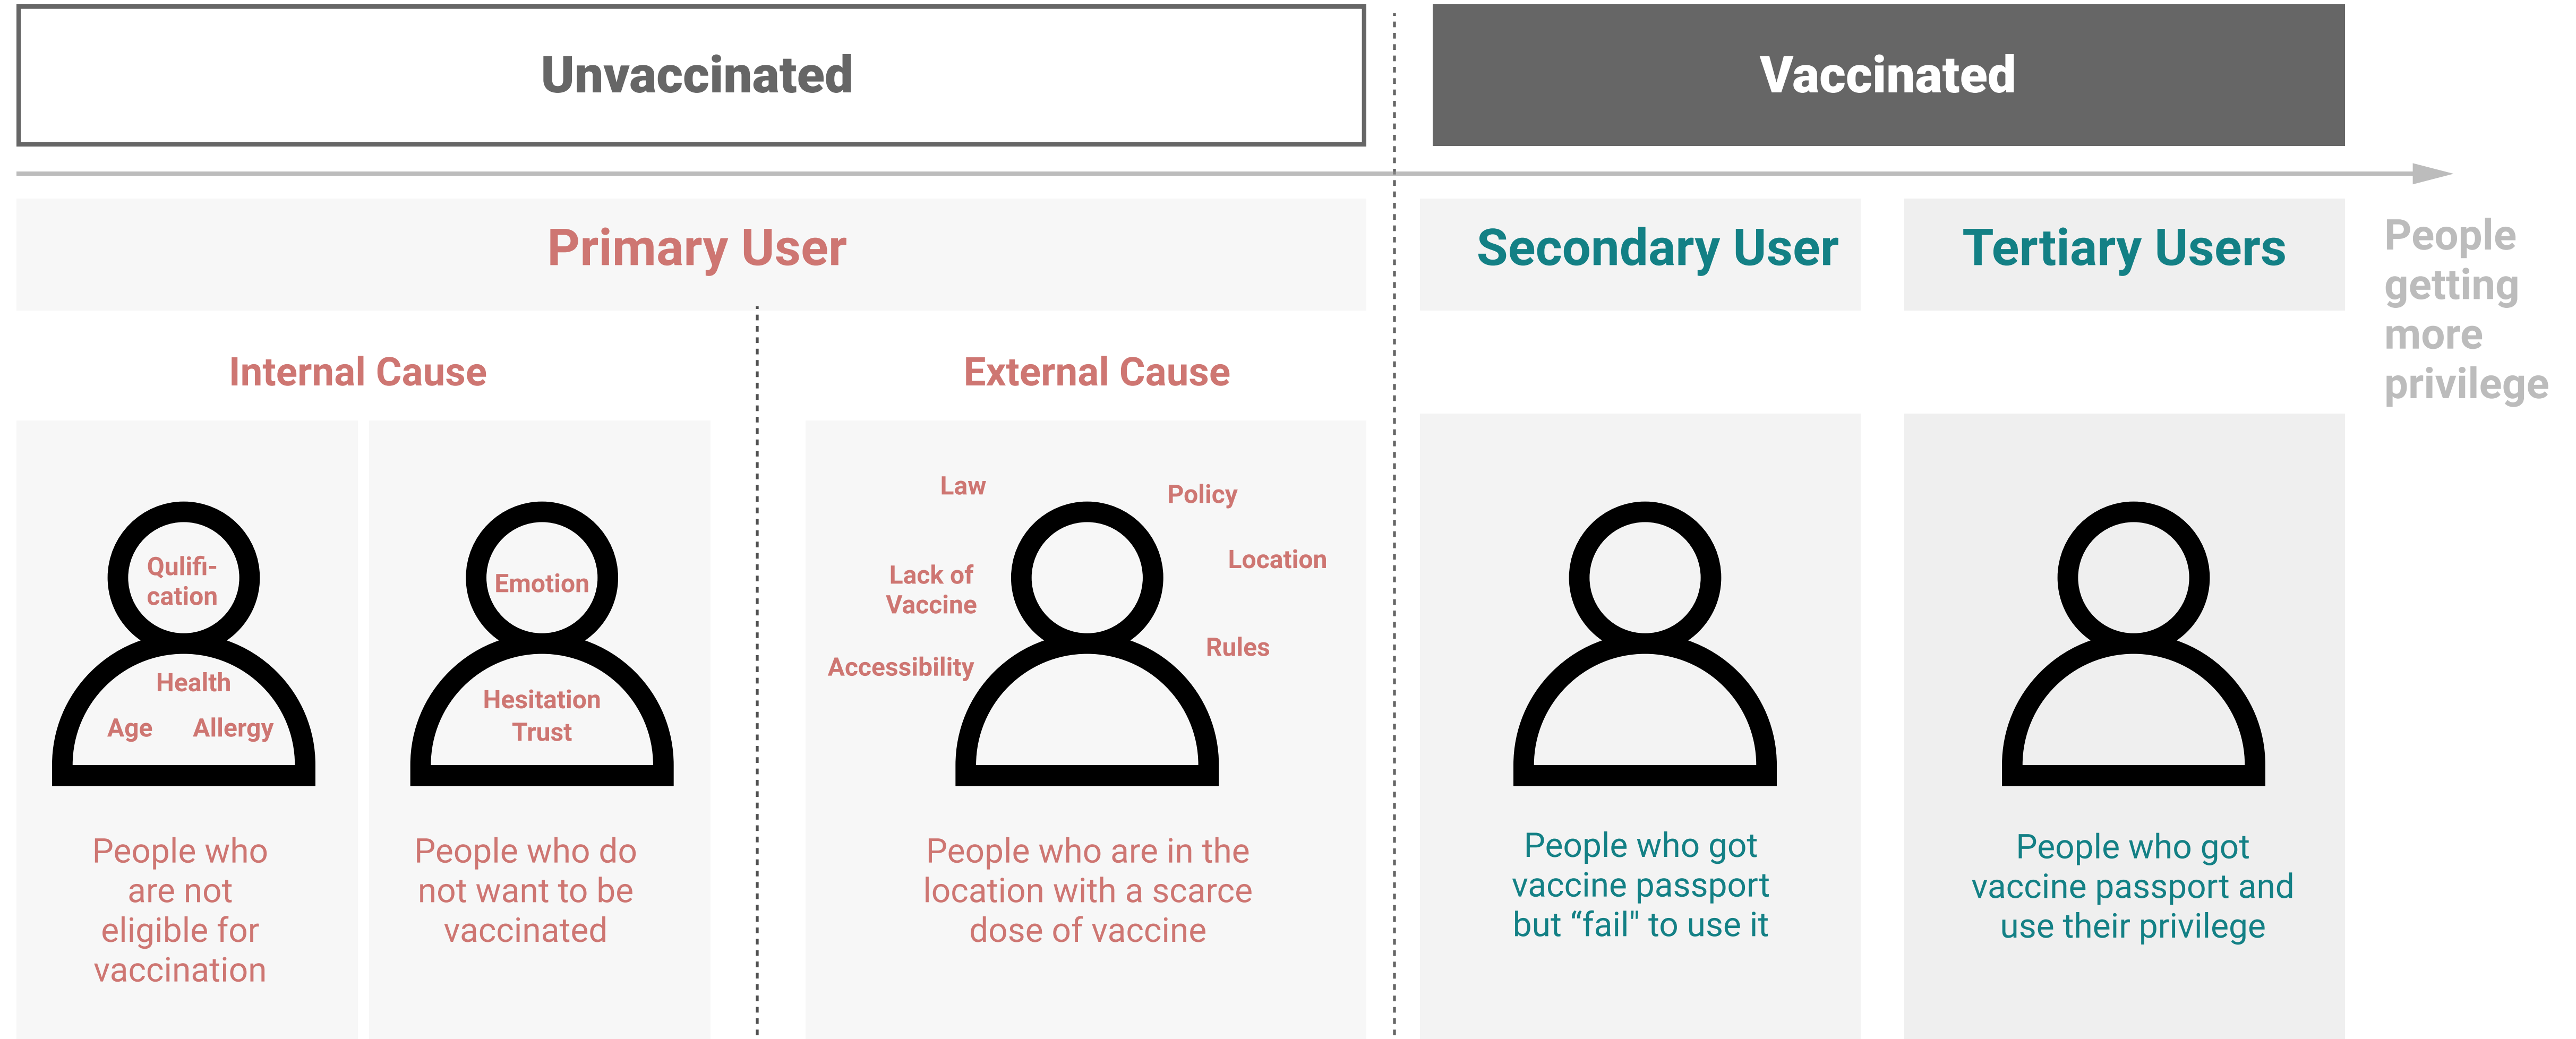 Unvaccinated
Vaccinated
Primary User
Secondary User
Tertiary Users
People
getting
more
privilege
Internal Cause
External Cause
Qulifi-
cation
Health
Age
Allergy
People who
are not
eligible for
vaccination
Emotion
Hesitation
Trust
People who do
not want to be
vaccinated
Law
Policy
Location
Lack of
Vaccine
Rules
Accessibility
People who are in the
location with a scarce
dose of vaccine
People who got
vaccine passport
but “fail" to use it
People who got
vaccine passport and
use their privilege